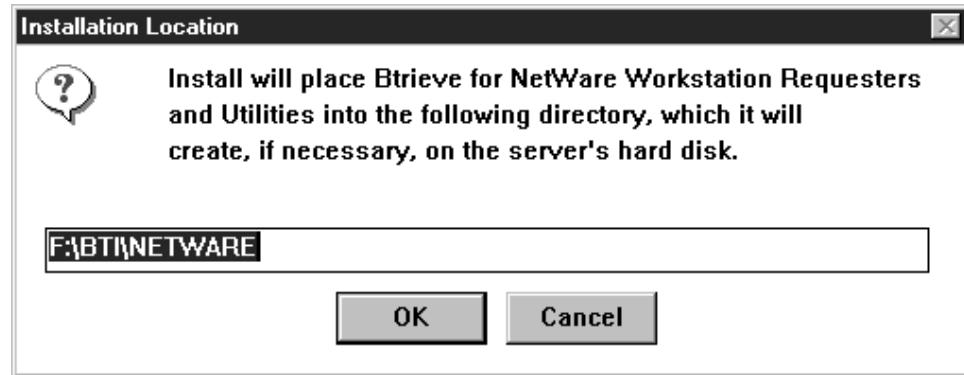 Installation Location
Install will place Btrieve for NetWare Workstation Requesters
and Utilities into the following directory, which it will
create, if necessary, on the server's hard disk.
F:\BTI\NETWARE
OK Cancel